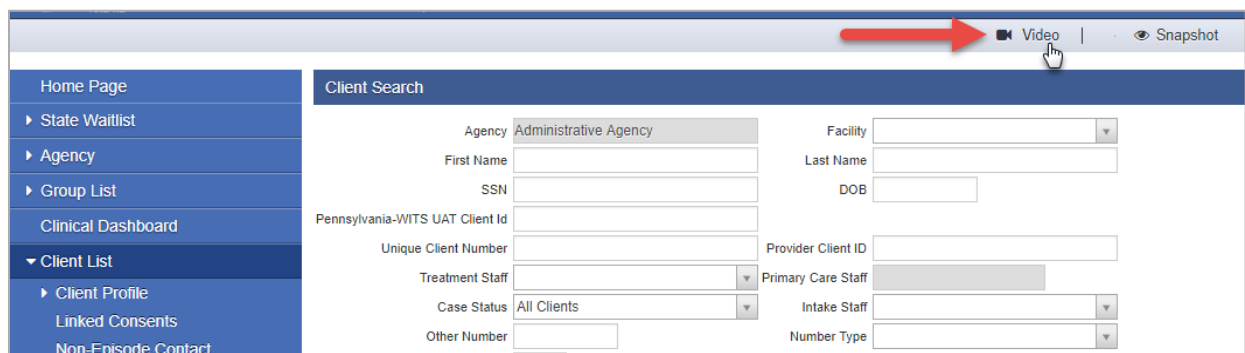 Video | Snapshot
Home Page
State Waitlist
Agency
Group List
Clinical Dashboard
Client List
Client Profile
Linked Consents
Non-Episode Contact
Client Search
Agency Administrative Agency Facility
First Name Last Name
SSN DOB
Pennsylvania-WITS UAT Client Id
Unique Client Number Provider Client ID
Treatment Staff Primary Care Staff
Case Status All Clients Intake Staff
Other Number Number Type